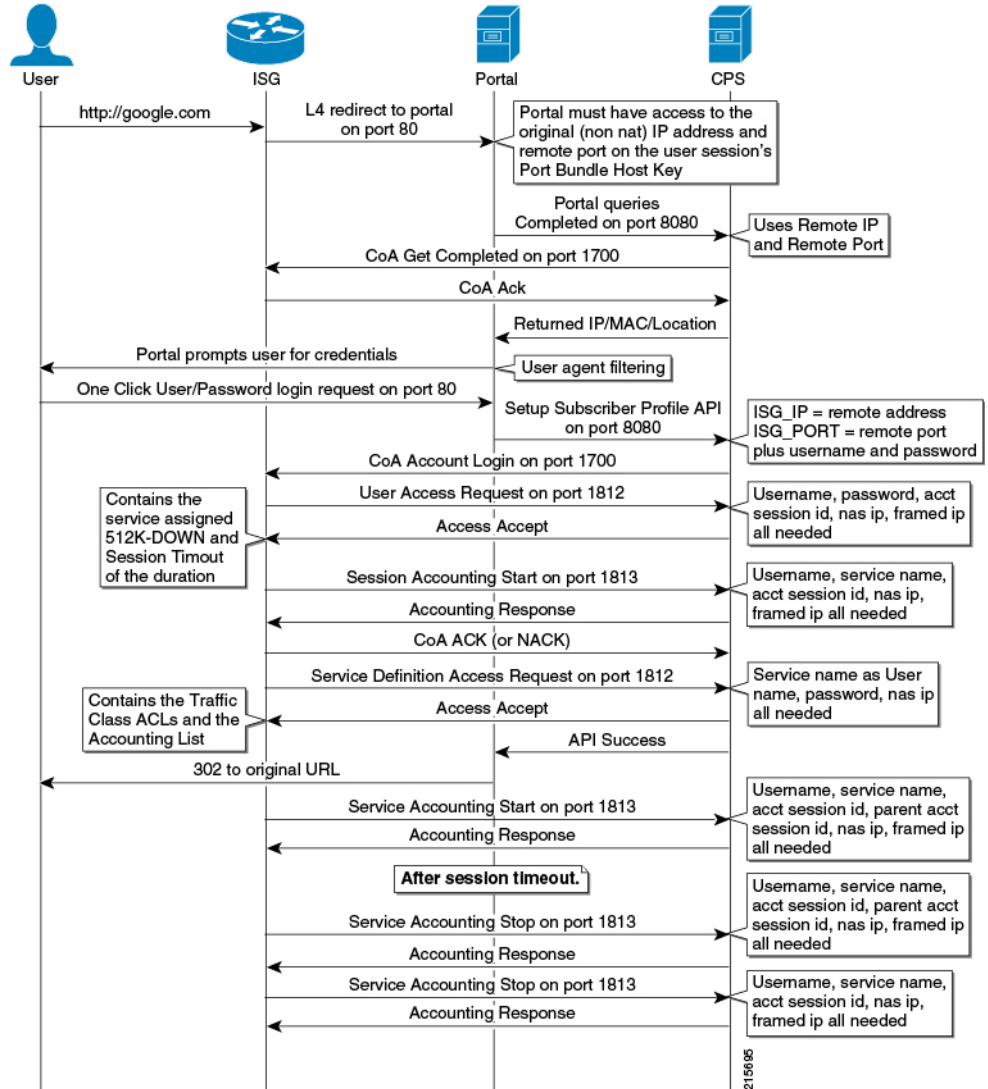 User
ISG
Portal
CPS
http://google.com
L4 redirect to portal
on port 80
Portal must have access to the
original (non nat) IP address and
remote port on the user session's
Port Bundle Host Key
Portal queries
Completed on port 8080
Uses Remote IP
and Remote Port
CoA Get Completed on port 1700
CoA Ack
Returned IP/MAC/Location
Portal prompts user for credentials
User agent filtering
One Click User/Password login request on port 80
Setup Subscriber Profile API
on port 8080
ISG_IP = remote address
ISG_PORT = remote port
plus username and password
CoA Account Login on port 1700
User Access Request on port 1812
Username, password, acct
session id, nas ip, framed ip
all needed
Contains the
service assigned
512K-DOWN and
Session Timout
of the duration
Access Accept
Session Accounting Start on port 1813
Username, service name,
acct session id, nas ip,
framed ip all needed
Accounting Response
CoA ACK (or NACK)
Service Definition Access Request on port 1812
Service name as User
name, password, nas ip
all needed
Contains the Traffic
Class ACLs and the
Accounting List
Access Accept
API Success
302 to original URL
Service Accounting Start on port 1813
Username, service name,
acct session id, parent acct
session id, nas ip, framed ip
all needed
Accounting Response
After session timeout.
Service Accounting Stop on port 1813
Username, service name,
acct session id, parent acct
session id, nas ip, framed ip
all needed
Accounting Response
Service Accounting Stop on port 1813
Username, service name,
acct session id, nas ip,
framed ip all needed
Accounting Response
215695